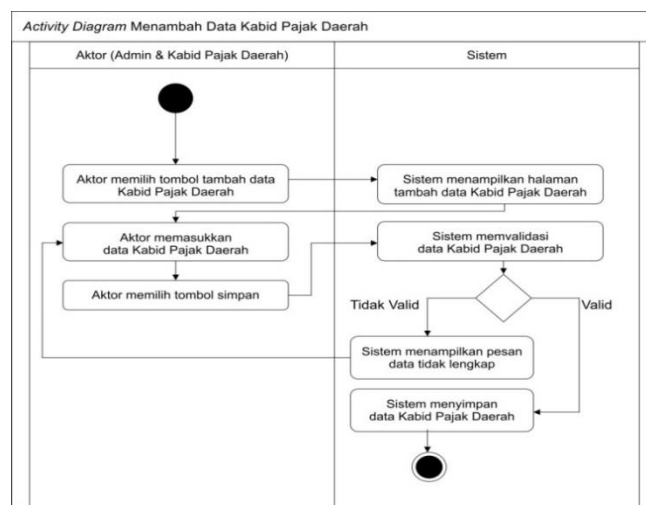 Activity Diagram Menambah Data Kabid Pajak Daerah
Aktor (Admin & Kabid Pajak Daerah)
Sistem
Aktor memilih tombol tambah data
Kabid Pajak Daerah
Sistem menampilkan halaman
tambah data Kabid Pajak Daerah
Aktor memasukkan
data Kabid Pajak Daerah
Sistem memvalidasi
data Kabid Pajak Daerah
Aktor memilih tombol simpan
Tidak Valid
Valid
Sistem menampilkan pesan
data tidak lengkap
Sistem menyimpan
data Kabid Pajak Daerah